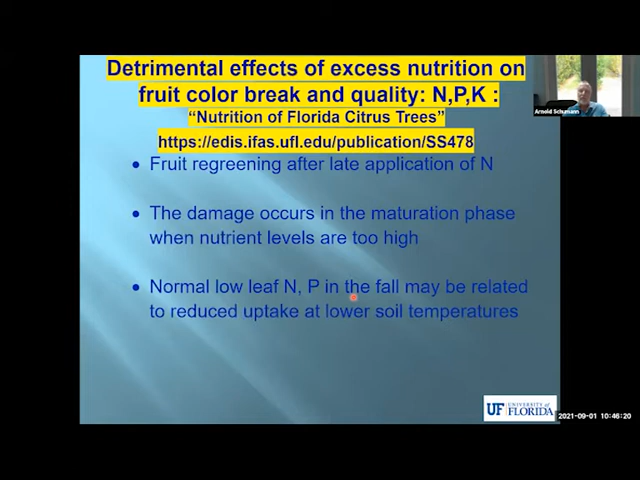 Detrimental effects of excess nutrition on
fruit color break and quality: N,P,K :
“Nutrition of Florida Citrus Trees”
https://edis.ifas.ufl.edu/publication/SS478
• Fruit regreening after late application of N
• The damage occurs in the maturation phase
when nutrient levels are too high
• Normal low leaf N, P in the fall may be related
to reduced uptake at lower soil temperatures
Arnold Schumann
UF UNIVERSITY of
FLORIDA
2021-09-01 10:46:20